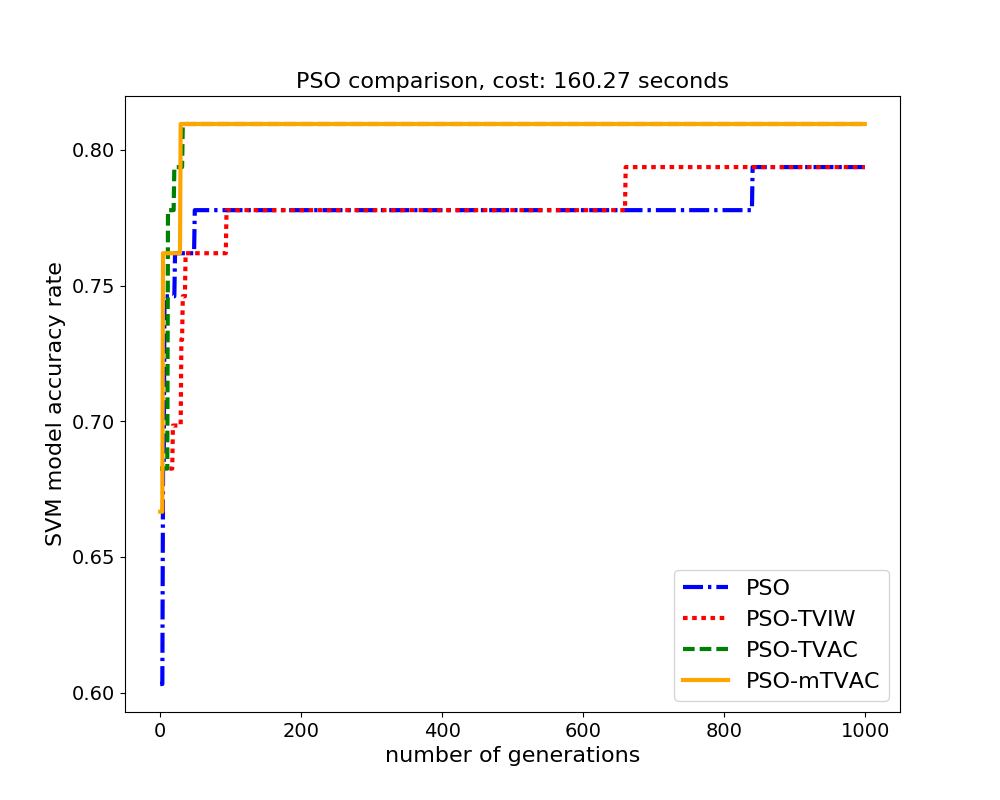 PSO comparison, cost: 160.27 seconds
SVM model accuracy rate
0.80
0.75
0.70
0.65
0.60
PSO
PSO-TVIW
PSO-TVAC
PSO-mTVAC
0 200 400 600 800 1000
number of generations